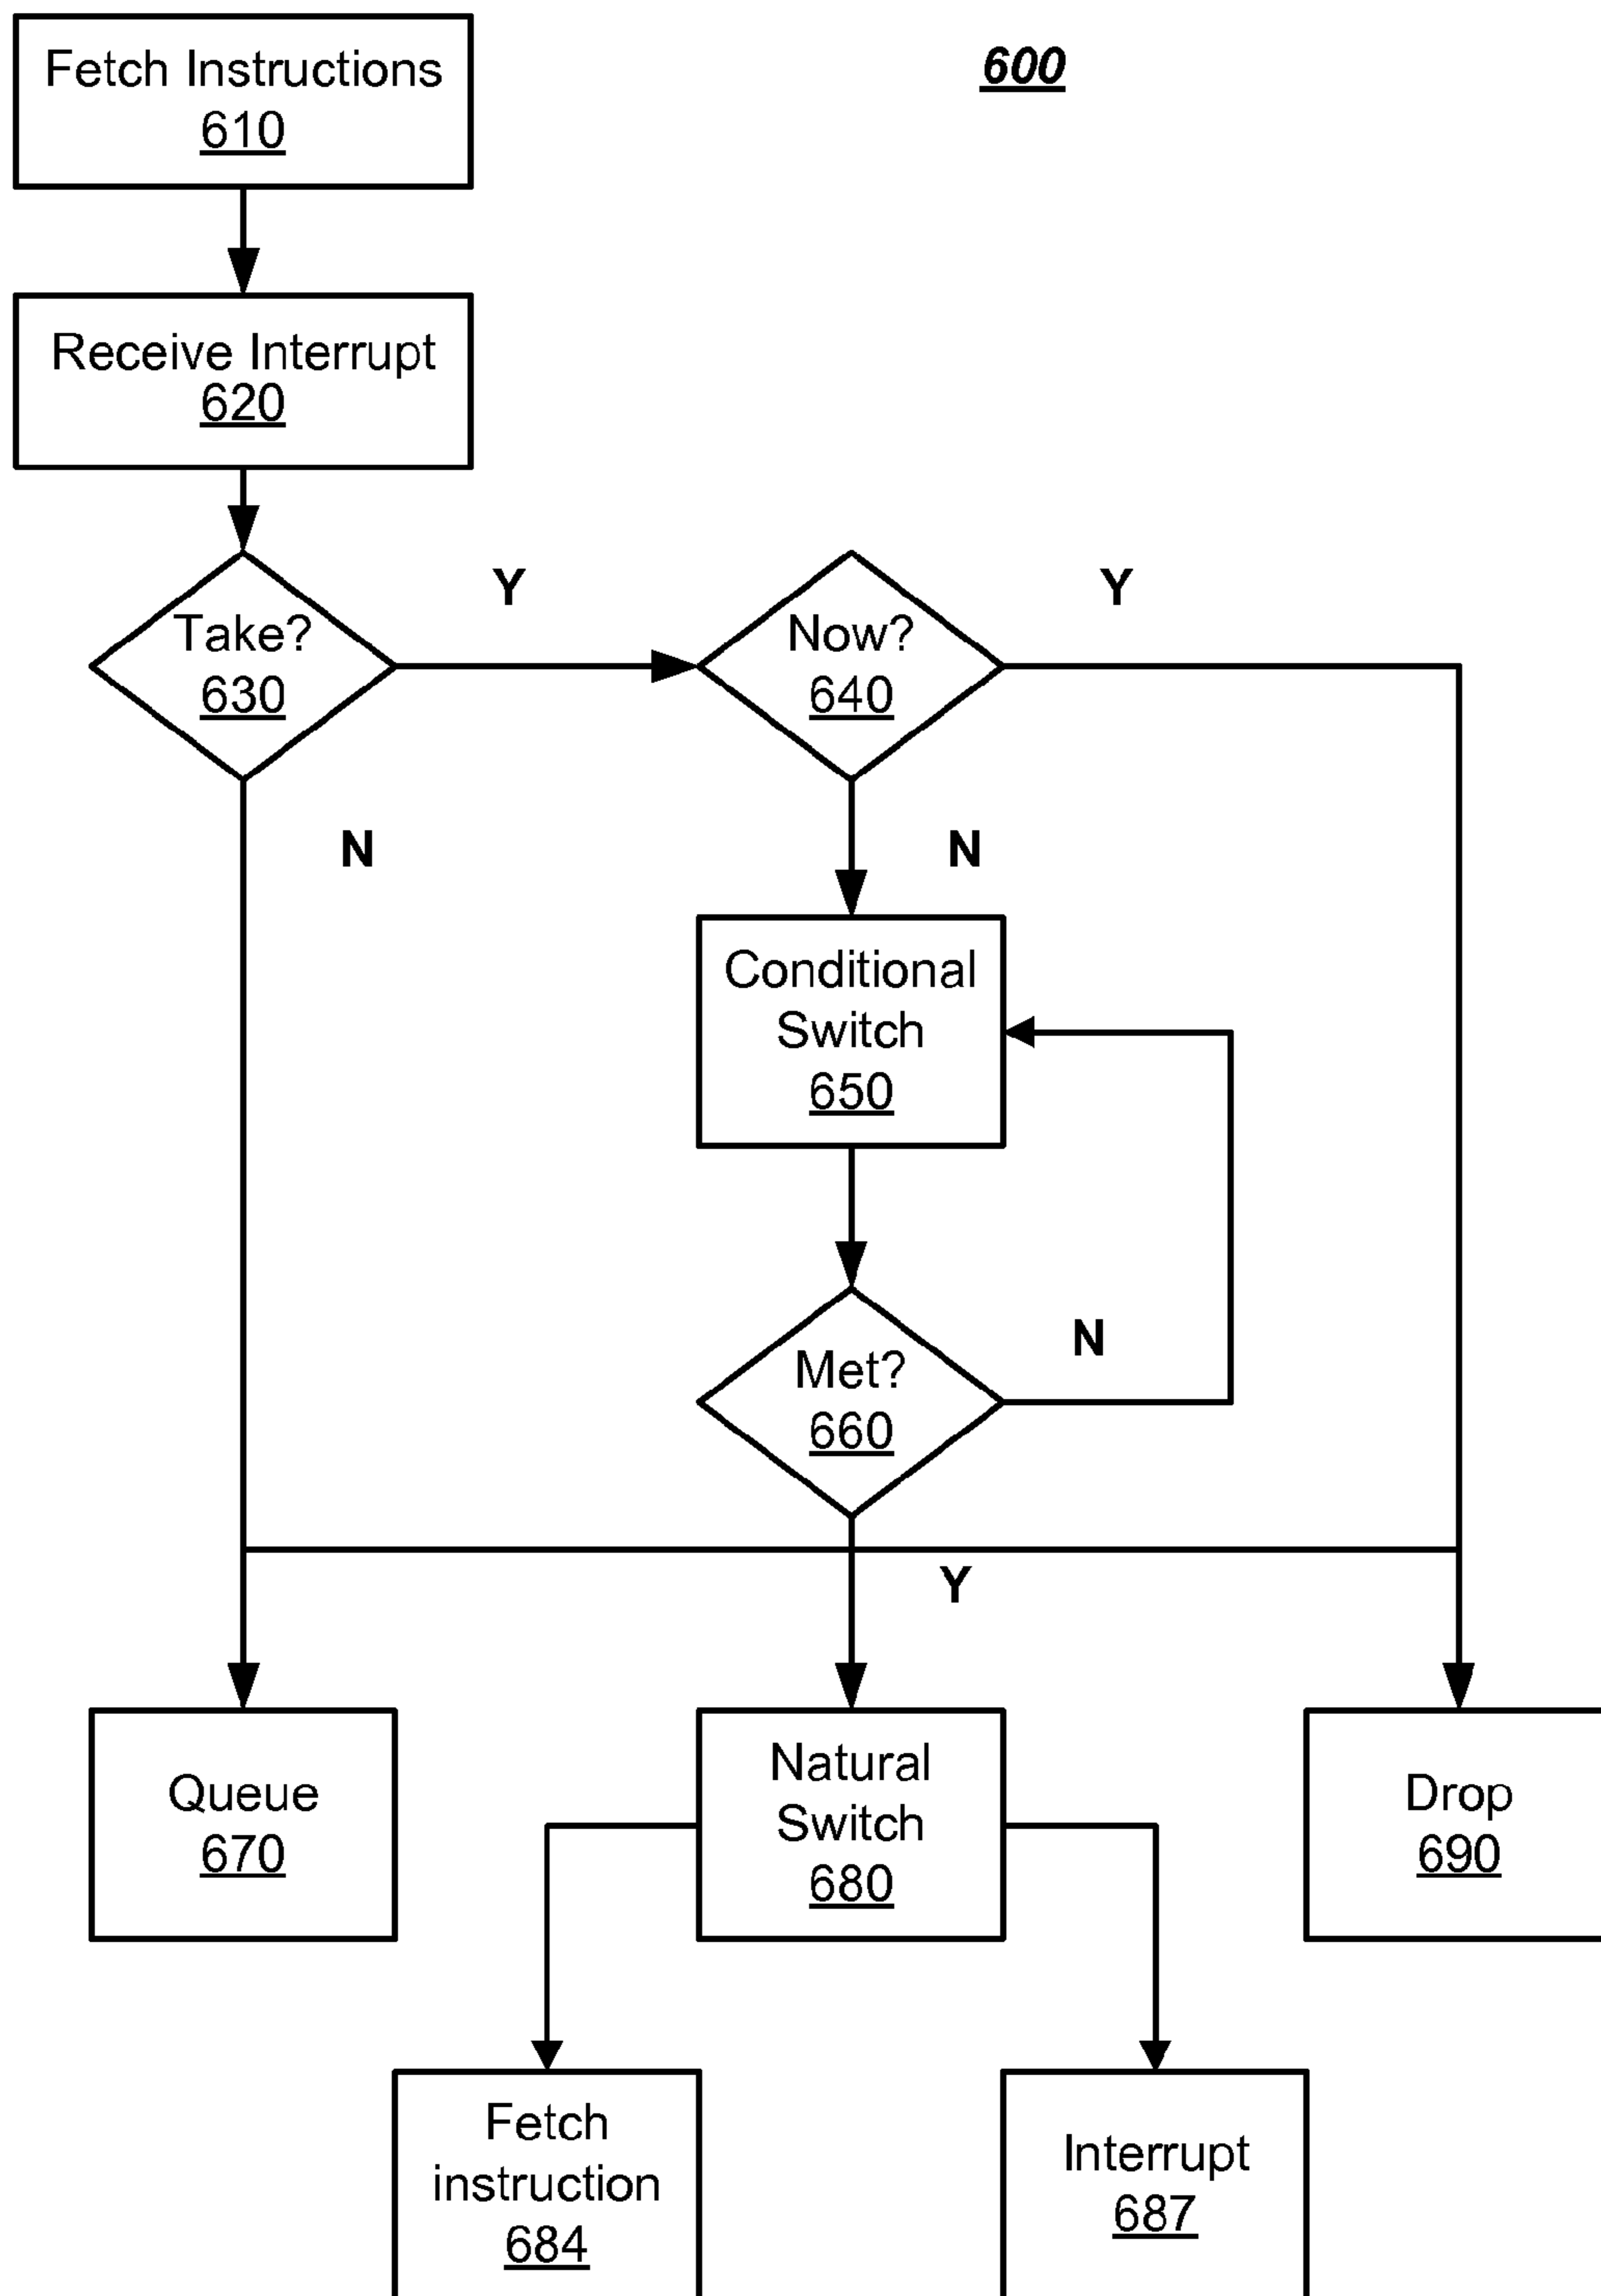 600
Fetch Instructions
610
Receive Interrupt
620
Take?
630
Y
Now?
640
Y
N
N
Conditional
Switch
650
Met?
660
N
Y
Queue
670
Natural
Switch
680
Drop
690
Fetch
instruction
684
Interrupt
687